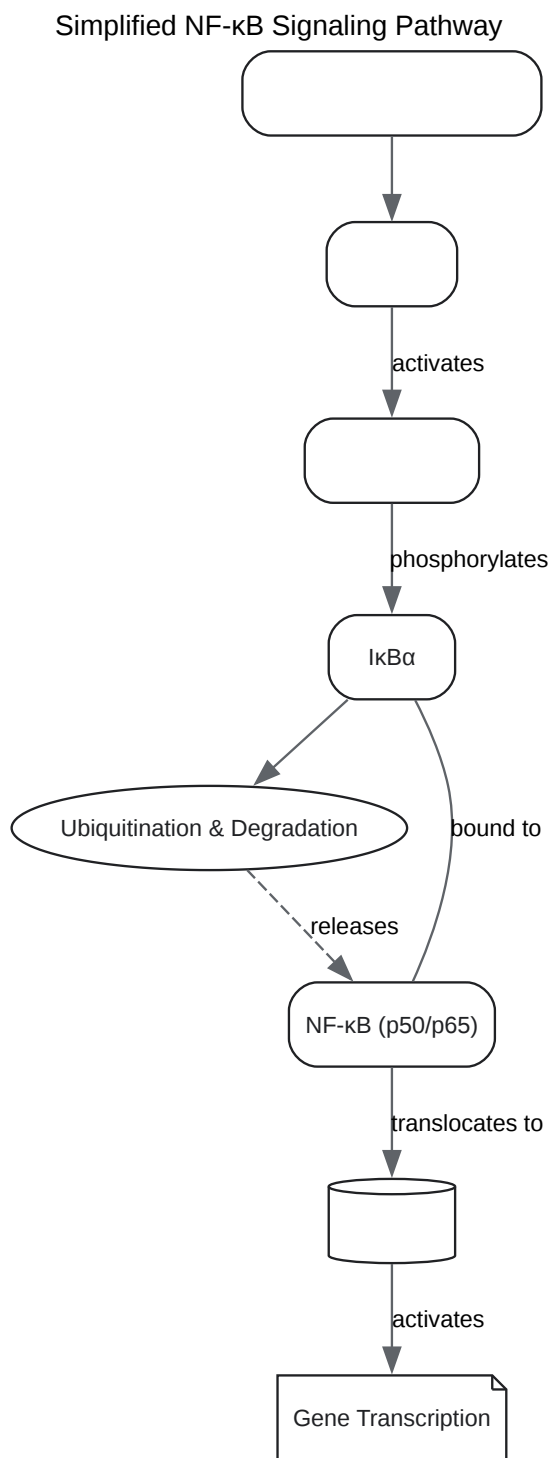 Simplified NF-κB Signaling Pathway
activates
phosphorylates
IκBα
Ubiquitination & Degradation
bound to
releases
NF-κB (p50/p65)
translocates to
activates
Gene Transcription